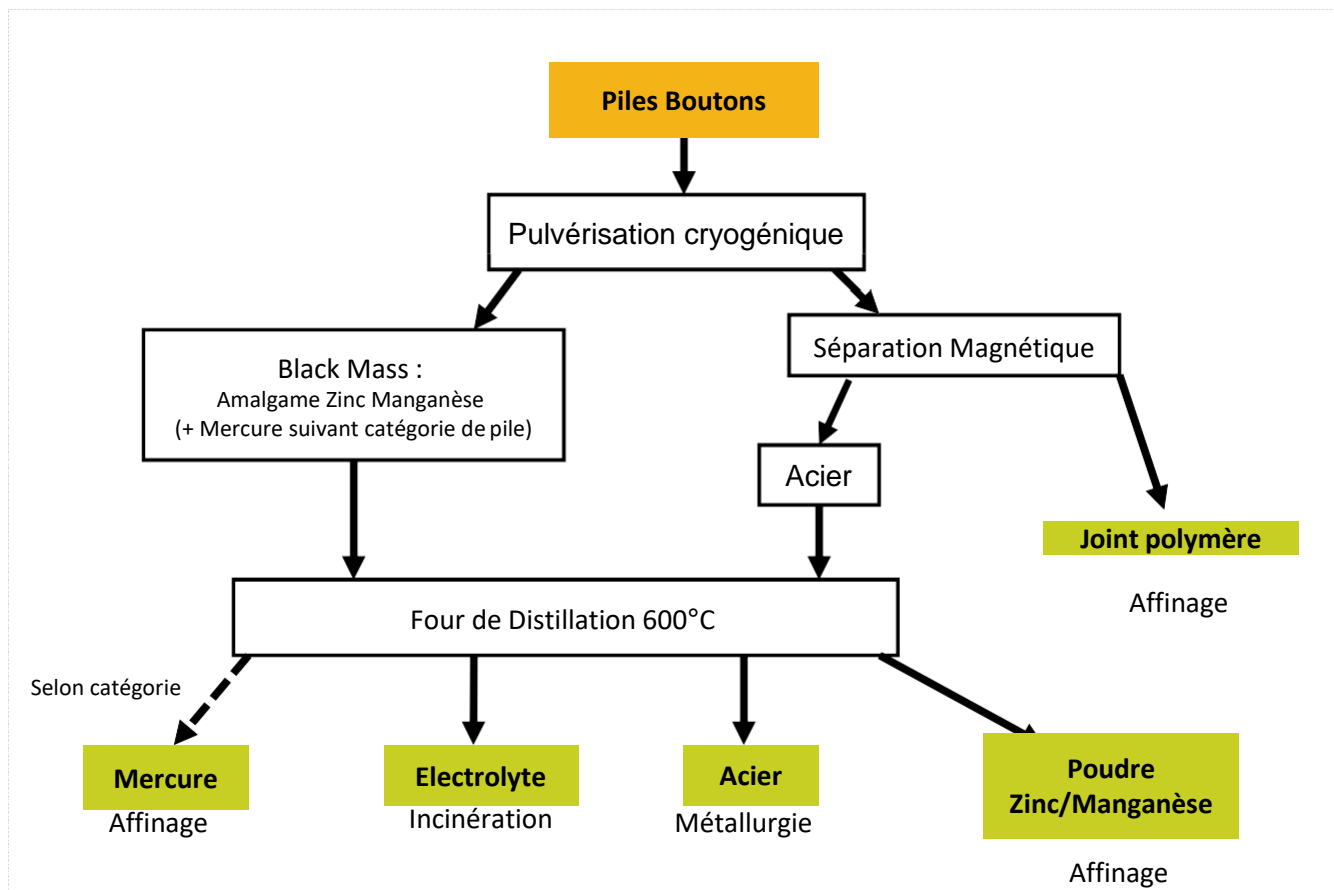 Piles Boutons
Pulvérisation cryogénique
Black Mass :
Amalgame Zinc Manganèse
(+ Mercure suivant catégorie de pile)
Séparation Magnétique
Acier
Joint polymère
Affinage
Four de Distillation 600°C
Selon catégorie
Mercure
Affinage
Electrolyte
Incinération
Acier
Métallurgie
Poudre
Zinc/Manganèse
Affinage